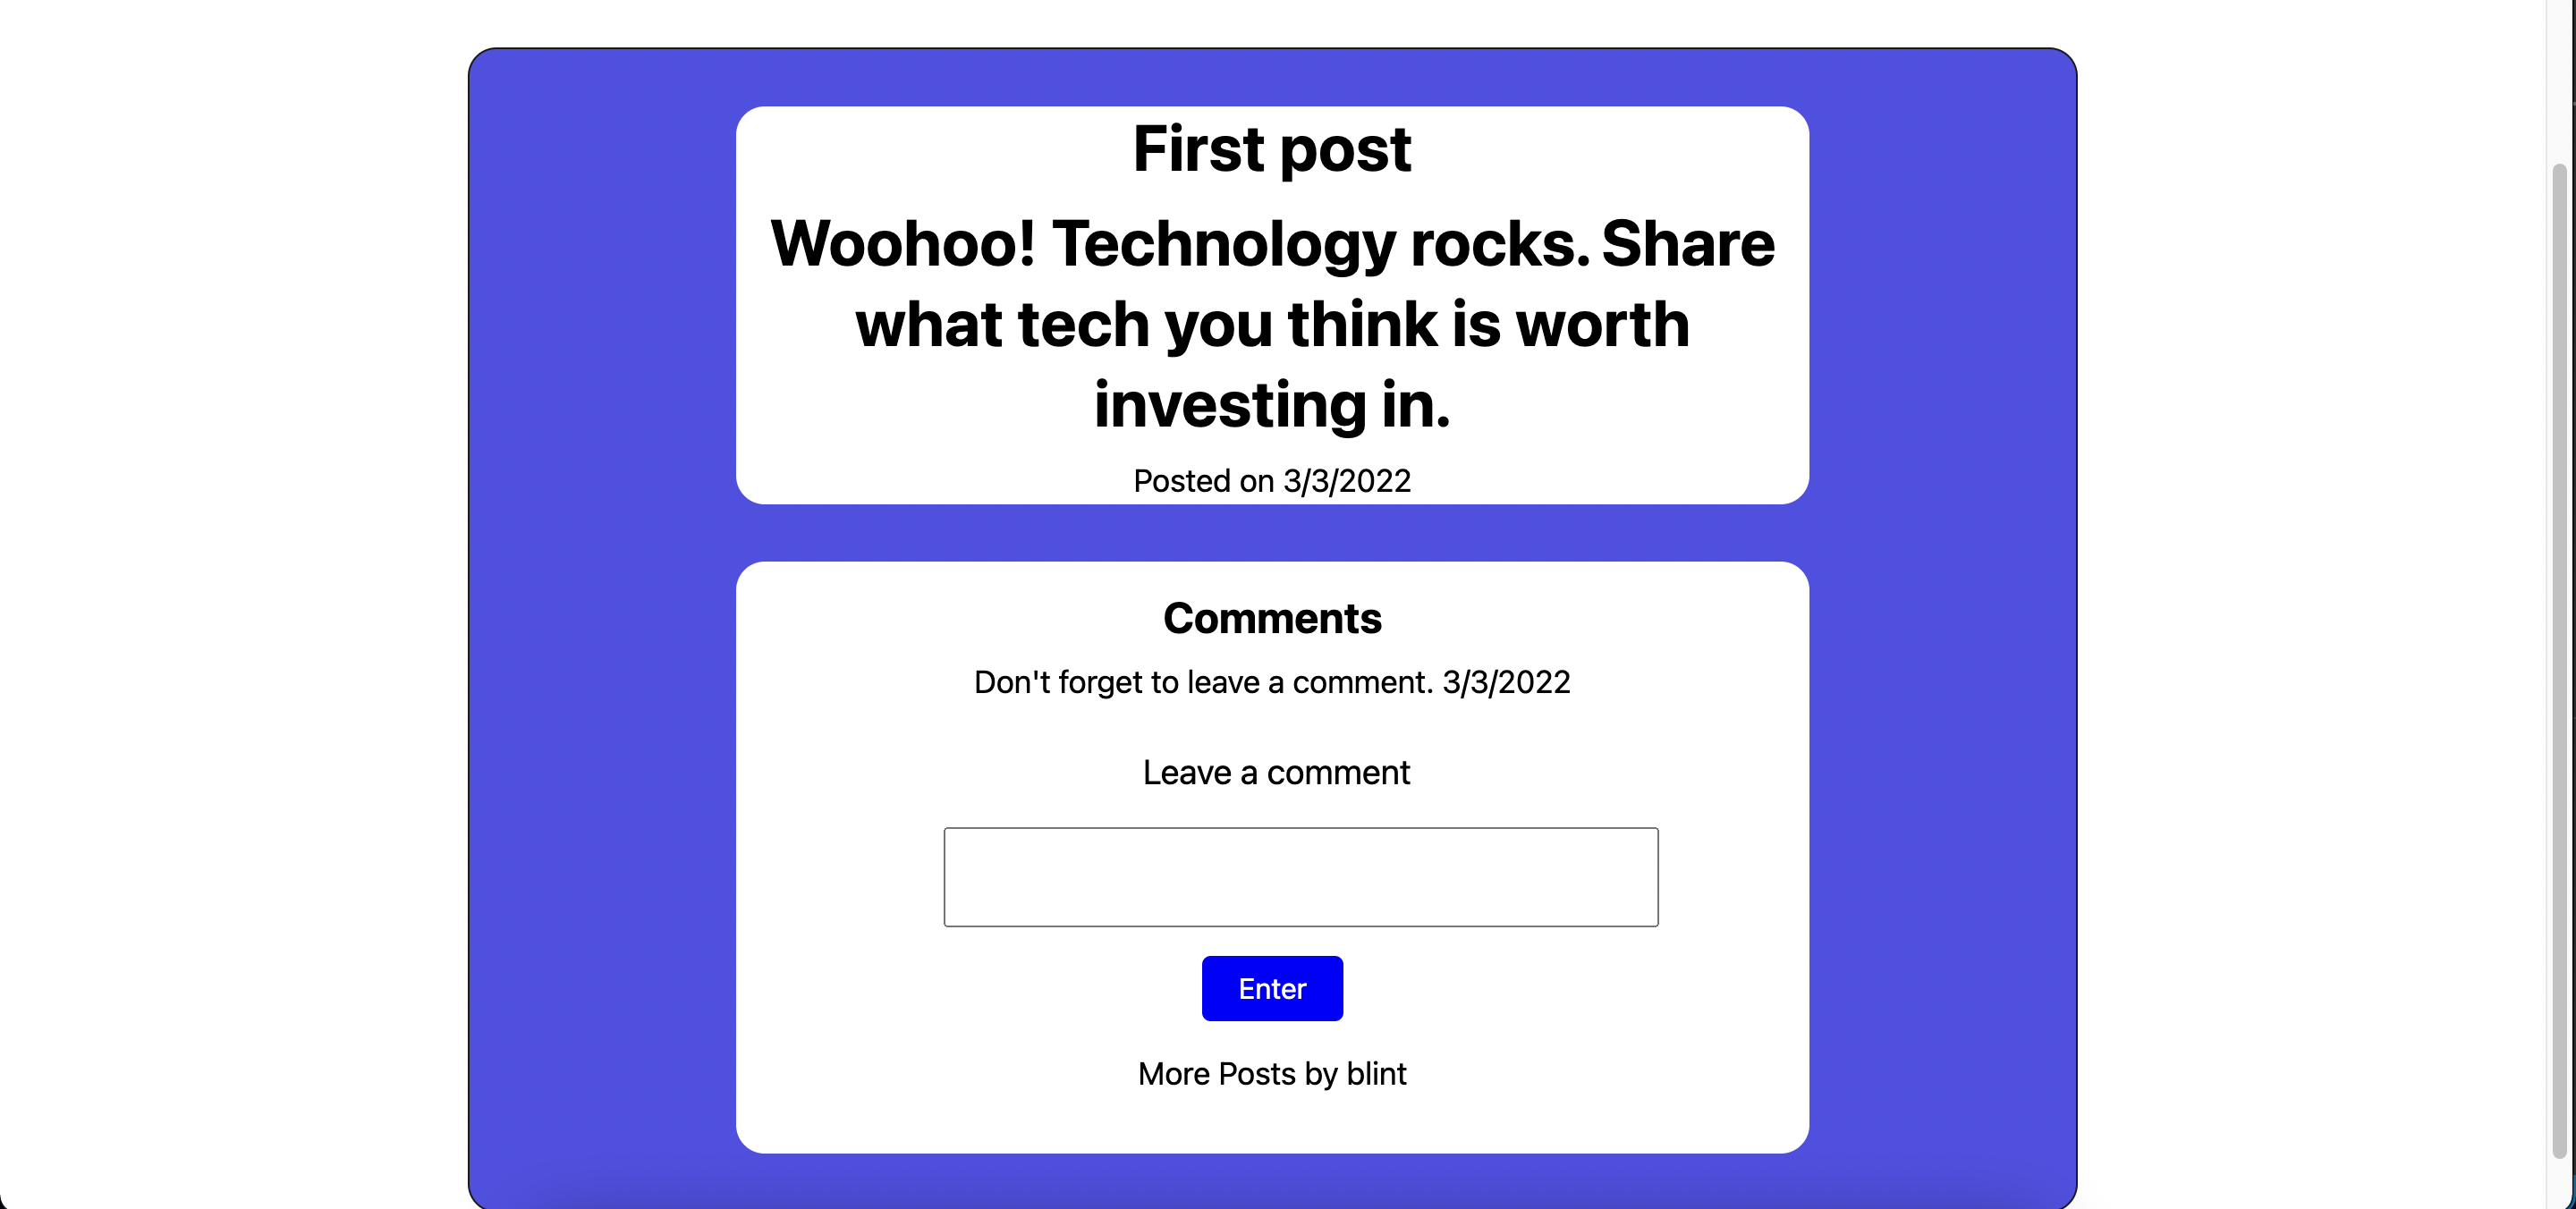 First post
Woohoo! Technology rocks. Share
what tech you think is worth
investing in.
Posted on 3/3/2022
Comments
Don't forget to leave a comment. 3/3/2022
Leave a comment
Enter
More Posts by blint